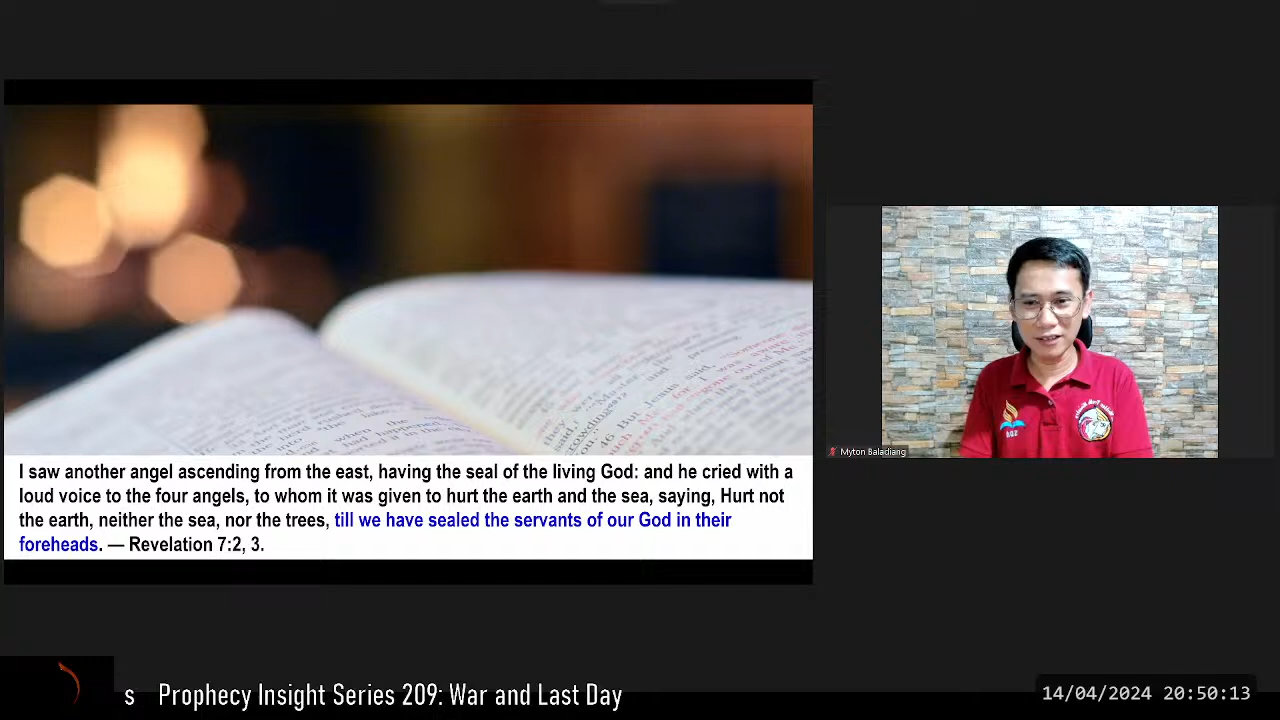 I saw another angel ascending from the east, having the seal of the living God: and he cried with a
loud voice to the four angels, to whom it was given to hurt the earth and the sea, saying, Hurt not
the earth, neither the sea, nor the trees, till we have sealed the servants of our God in their
foreheads. — Revelation 7:2, 3.
Myton Baladiang
s Prophecy Insight Series 209: War and Last Day
14/04/2024 20:50:13